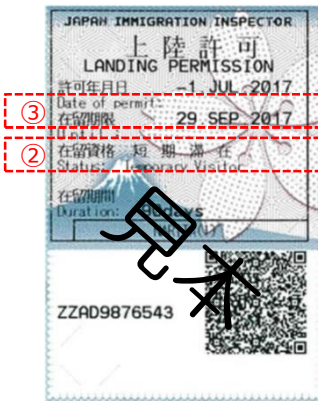 JAPAN IMMIGRATION INSPECTOR
上陸許可
LANDING PERMISSION
許可年月日 -1. JUL. 2017
Date of permit:
③
在留期限 29. SEP. 2017
Until:
②
在留資格 短期滞在
Status: Temporary Visitor
在留期間
Duration: 90days
見本
ZZAD9876543